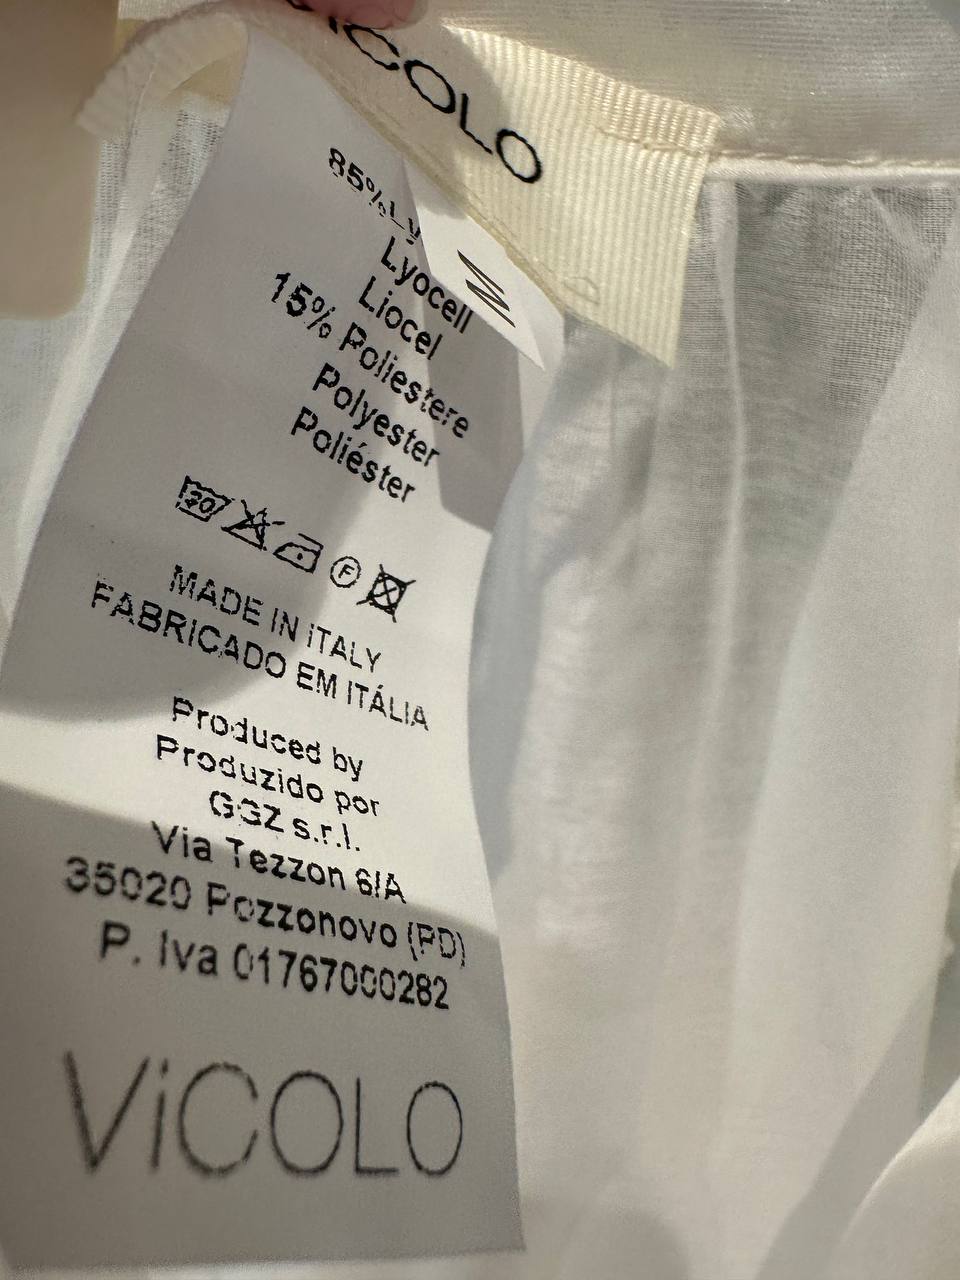 ViCOLO
M
85% Ly
Lyocell
Liocel
15% Poliestere
Polyester
Poliéster
30
F
MADE IN iTALY
FABRICADO EM ITÁLIA
Produced by
Produzido por
GGZ s.r.l.
Via Tezzon 6/A
35020 Pozzonovo (PD)
P. Iva 01767000282
ViCOLO